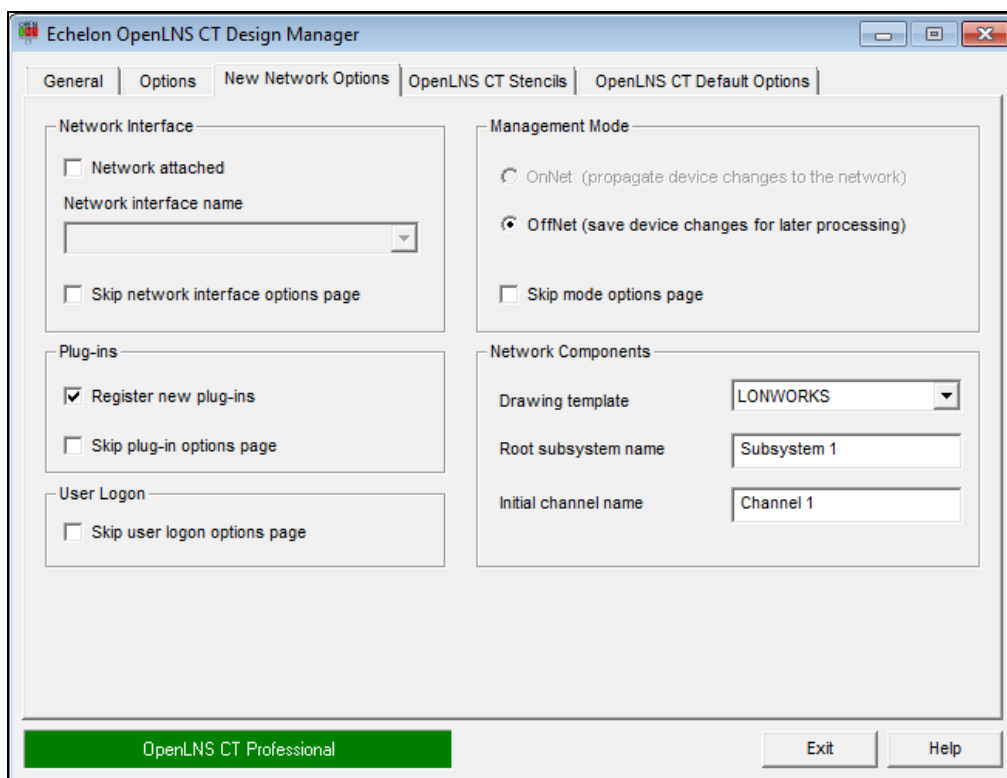 Echelon OpenLNS CT Design Manager
General
Options
New Network Options
OpenLNS CT Stencils
OpenLNS CT Default Options
Network Interface
Network attached
Network interface name
Skip network interface options page
Plug-ins
Register new plug-ins
Skip plug-in options page
User Logon
Skip user logon options page
Management Mode
OnNet (propagate device changes to the network)
OffNet (save device changes for later processing)
Skip mode options page
Network Components
Drawing template
LONWORKS
Root subsystem name
Subsystem 1
Initial channel name
Channel 1
OpenLNS CT Professional
Exit
Help